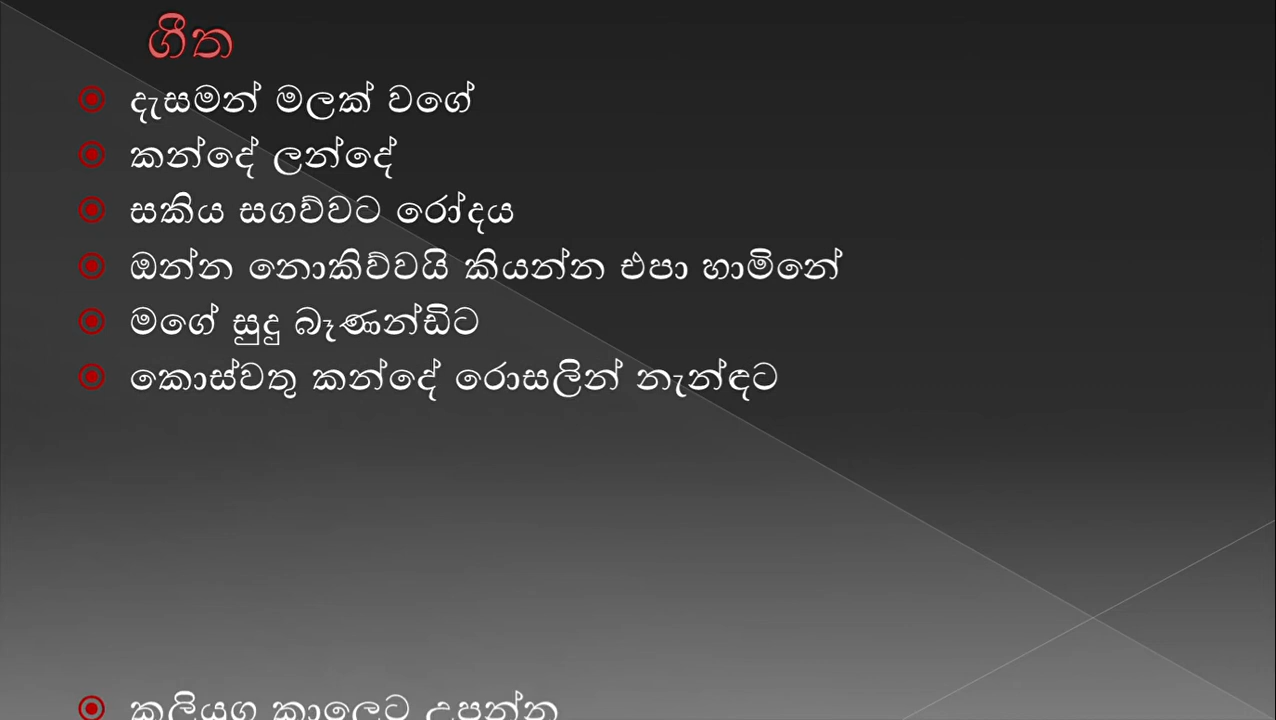 ගීත
දෑසමන් මලක් වගේ
කන්දේ ලන්දේ
සකිය සගව්වට රෝදය
ඔන්න නොකිව්වයි කියන්න එපා හාමිනේ
මගේ සුදු බෑණන්ඩිට
කොස්වතු කන්දේ රොසලින් නැන්ඳට
කලියුග කාලෙට උපන්න